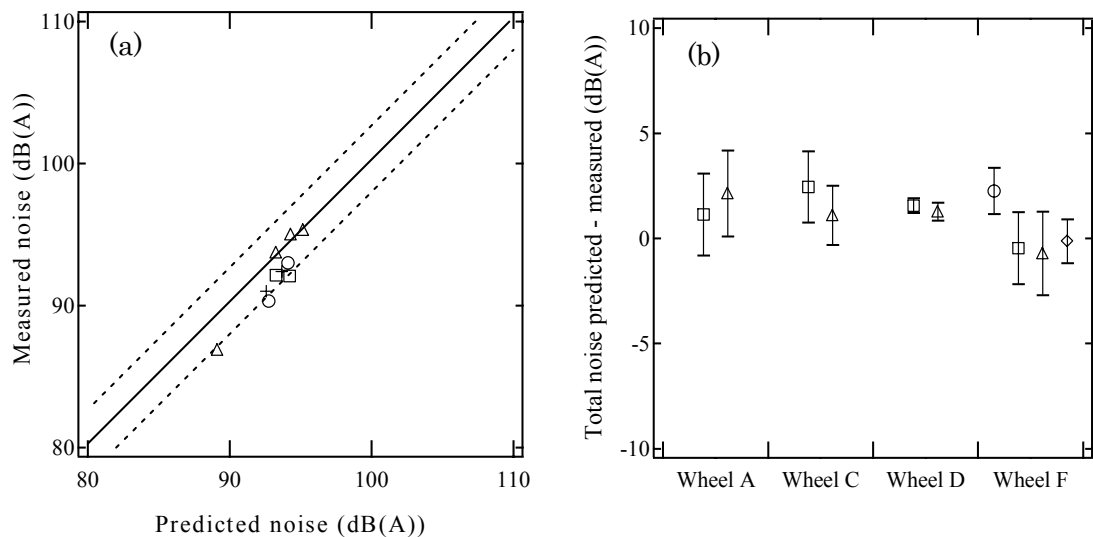 110
(a)
100
90
80
80 90 100 110
Measured noise (dB(A))
Predicted noise (dB(A))
10
(b)
5
0
-5
-10
Total noise predicted - measured (dB(A))
Wheel A Wheel C Wheel D Wheel F